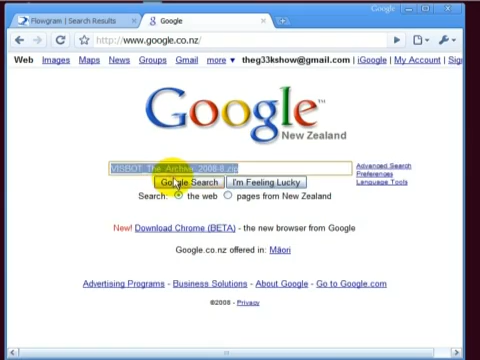 Google
Flowgram | Search Results
Google
http://www.google.co.nz/
Web Images Maps News Groups Gmail more ▼ theg33kshow@gmail.com | iGoogle | My Account | Sign
Google™
New Zealand
Advanced Search
Preferences
Language Tools
Google Search I'm Feeling Lucky
Search: the web pages from New Zealand
New! Download Chrome (BETA) - the new browser from Google
Google.co.nz offered in: Māori
Advertising Programs - Business Solutions - About Google - Go to Google.com
©2008 - Privacy